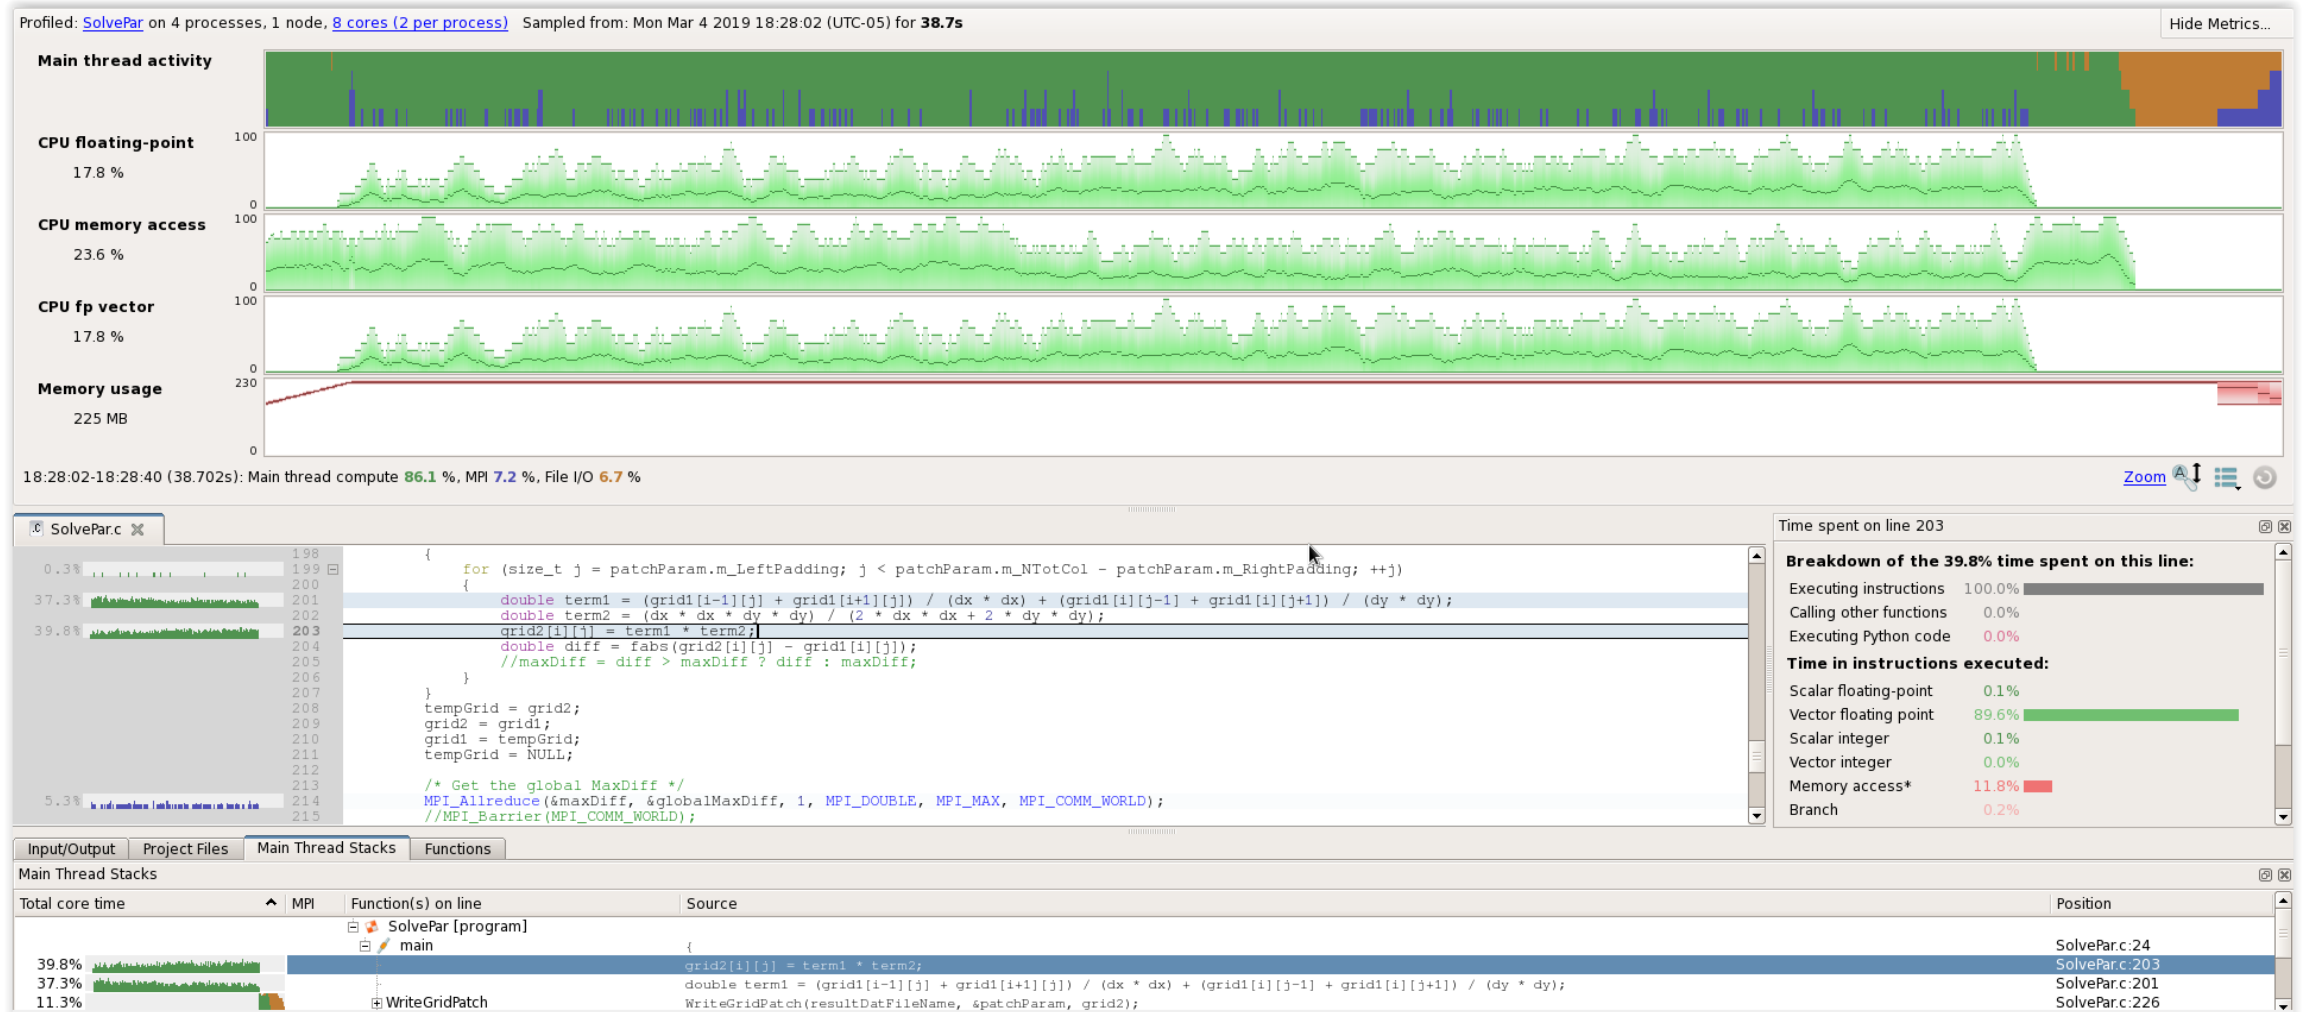 Profiled: SolvePar on 4 processes, 1 node, 8 cores (2 per process) Sampled from: Mon Mar 4 2019 18:28:02 (UTC-05) for 38.7s Hide Metrics...
Main thread activity
CPU floating-point 100
17.8 %
0
CPU memory access 100
23.6 %
0
CPU fp vector 100
17.8 %
0
Memory usage 230
225 MB
0
18:28:02-18:28:40 (38.702s): Main thread compute 86.1 %, MPI 7.2 %, File I/O 6.7 % Zoom
SolvePar.c
198 {
0.3% 199 for (size_t j = patchParam.m_LeftPadding; j < patchParam.m_NTotCol - patchParam.m_RightPadding; ++j)
200 {
37.3% 201 double term1 = (grid1[i-1][j] + grid1[i+1][j]) / (dx * dx) + (grid1[i][j-1] + grid1[i][j+1]) / (dy * dy);
202 double term2 = (dx * dx * dy * dy) / (2 * dx * dx + 2 * dy * dy);
39.8% 203 grid2[i][j] = term1 * term2;
204 double diff = fabs(grid2[i][j] - grid1[i][j]);
205 //maxDiff = diff > maxDiff ? diff : maxDiff;
206 }
207 }
208 tempGrid = grid2;
209 grid2 = grid1;
210 grid1 = tempGrid;
211 tempGrid = NULL;
212
213 /* Get the global MaxDiff */
5.3% 214 MPI_Allreduce(&maxDiff, &globalMaxDiff, 1, MPI_DOUBLE, MPI_MAX, MPI_COMM_WORLD);
215 //MPI_Barrier(MPI_COMM_WORLD);
Time spent on line 203
Breakdown of the 39.8% time spent on this line:
Executing instructions 100.0%
Calling other functions 0.0%
Executing Python code 0.0%
Time in instructions executed:
Scalar floating-point 0.1%
Vector floating point 89.6%
Scalar integer 0.1%
Vector integer 0.0%
Memory access* 11.8%
Branch 0.2%
Input/Output Project Files Main Thread Stacks Functions
Main Thread Stacks
Total core time MPI Function(s) on line Source Position
SolvePar [program]
main { SolvePar.c:24
39.8% grid2[i][j] = term1 * term2; SolvePar.c:203
37.3% double term1 = (grid1[i-1][j] + grid1[i+1][j]) / (dx * dx) + (grid1[i][j-1] + grid1[i][j+1]) / (dy * dy); SolvePar.c:201
11.3% WriteGridPatch WriteGridPatch(resultDatFileName, &patchParam, grid2); SolvePar.c:226